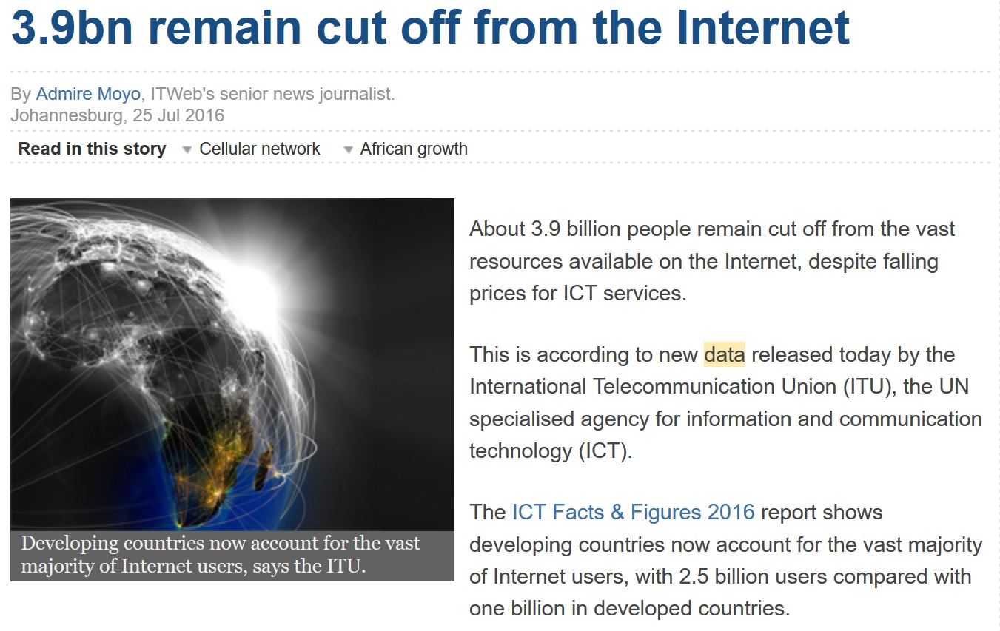 3.9bn remain cut off from the Internet
By Admire Moyo, ITWeb's senior news journalist.
Johannesburg, 25 Jul 2016
Read in this story Cellular network African growth
Developing countries now account for the vast
majority of Internet users, says the ITU.
About 3.9 billion people remain cut off from the vast
resources available on the Internet, despite falling
prices for ICT services.
This is according to new data released today by the
International Telecommunication Union (ITU), the UN
specialised agency for information and communication
technology (ICT).
The ICT Facts & Figures 2016 report shows
developing countries now account for the vast majority
of Internet users, with 2.5 billion users compared with
one billion in developed countries.